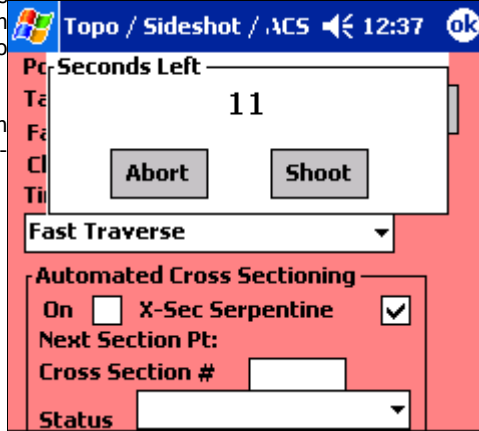 Topo / Sideshot / ACS 12:37 ok
Seconds Left
11
Abort Shoot
Fast Traverse
Automated Cross Sectioning
On X-Sec Serpentine
Next Section Pt:
Cross Section #
Status